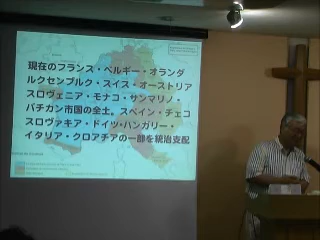 現在のフランス・ベルギー・オランダ
ルクセンブルク・スイス・オーストリア
スロヴェニア・モナコ・サンマリノ・
バチカン市国の全土。スペイン・チェコ
スロヴァキア・ドイツ・ハンガリー・
イタリア・クロアチアの一部を統治支配